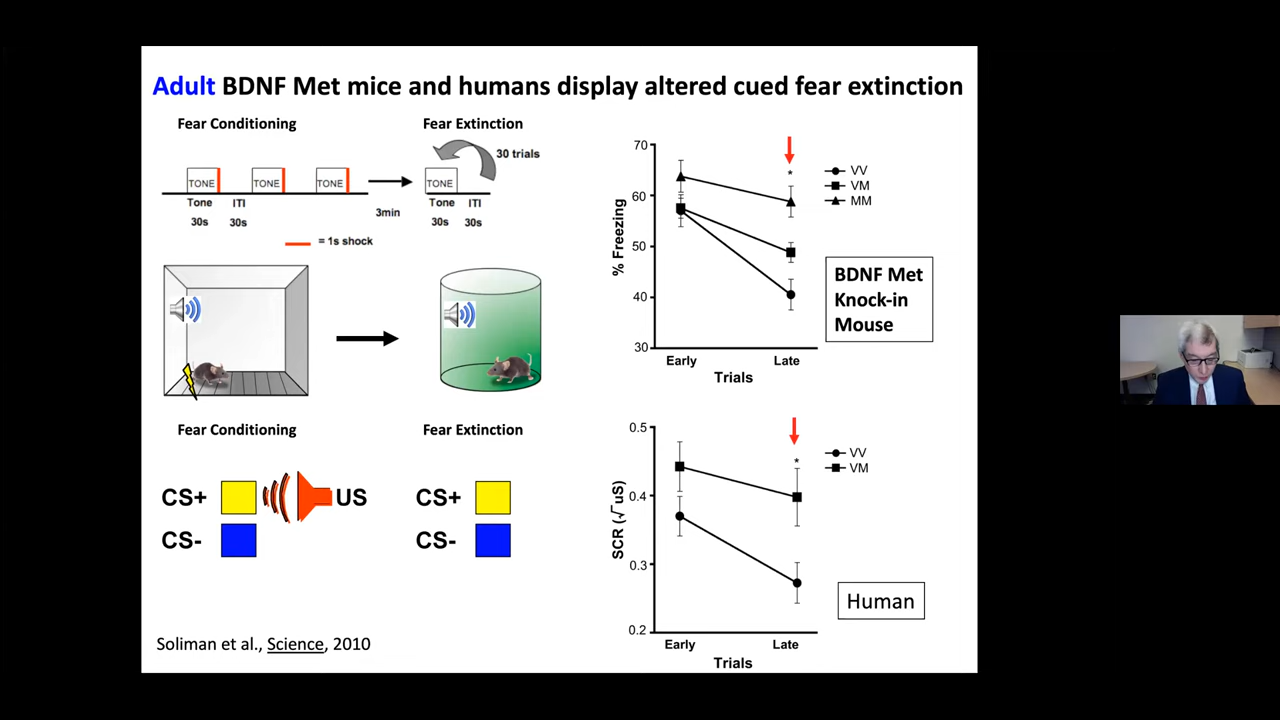 Adult BDNF Met mice and humans display altered cued fear extinction
Fear Conditioning
Fear Extinction
30 trials
TONE
TONE
TONE
TONE
Tone
ITI
3min
Tone
ITI
30s
30s
30s
30s
= 1s shock
70
60
50
40
30
% Freezing
Early
Late
Trials
*
VV
VM
MM
BDNF Met
Knock-in
Mouse
Fear Conditioning
Fear Extinction
CS+
US
CS+
CS-
CS-
0.5
0.4
0.3
0.2
SCR (√uS)
Early
Late
Trials
*
VV
VM
Human
Soliman et al., Science, 2010